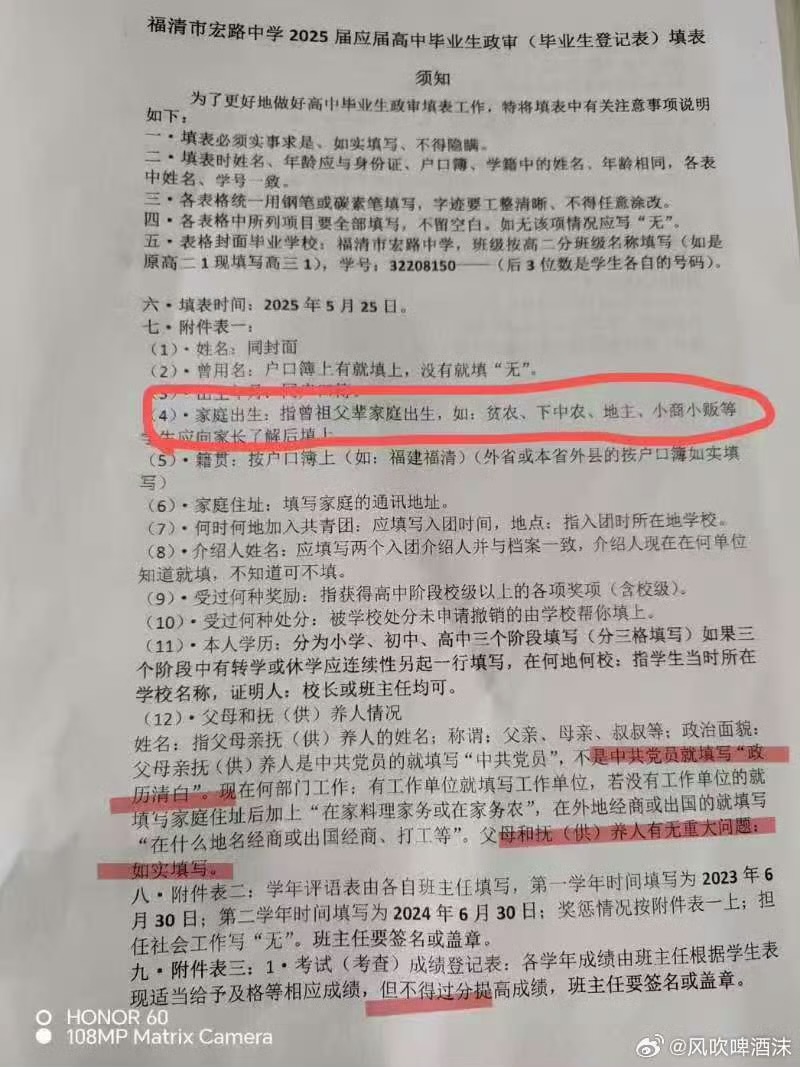 福清市宏路中学 2025 届应届高中毕业生政审（毕业生登记表）填表
须知
为了更好地做好高中毕业生政审填表工作，特将填表中有关注意事项说明
如下：
一·填表必须实事求是、如实填写、不得隐瞒。
二·填表时姓名、年龄应与身份证、户口簿、学籍中的姓名、年龄相同，各表
中姓名、学号一致。
三·各表格统一用钢笔或碳素笔填写，字迹要工整清晰、不得任意涂改。
四·各表格中所列项目要全部填写，不留空白。如无该项情况应写“无”。
五·表格封面毕业学校：福清市宏路中学，班级按高二分班级名称填写（如是
原高二 1 现填写高三 1），学号：32208150——（后 3 位数是学生各自的号码）。
六·填表时间：2025 年 5 月 25 日。
七·附件表一：
（1）·姓名：同封面
（2）·曾用名：户口簿上有就填上，没有就填“无”。
（3）·出生年月：同户口簿。
（4）·家庭出生：指曾祖父辈家庭出生，如：贫农、下中农、地主、小商小贩等
学生应向家长了解后填上
（5）·籍贯：按户口簿上（如：福建福清）（外省或本省外县的按户口簿如实填
写）
（6）·家庭住址：填写家庭的通讯地址。
（7）·何时何地加入共青团：应填写入团时间，地点：指入团时所在地学校。
（8）·介绍人姓名：应填写两个入团介绍人并与档案一致，介绍人现在在何单位
知道就填，不知道可不填。
（9）·受过何种奖励：指获得高中阶段校级以上的各项奖项（含校级）。
（10）·受过何种处分：被学校处分未申请撤销的由学校帮你填上。
（11）·本人学历：分为小学、初中、高中三个阶段填写（分三格填写）如果三
个阶段中有转学或休学应连续性另起一行填写，在何地何校：指学生当时所在
学校名称，证明人：校长或班主任均可。
（12）·父母和抚（供）养人情况
姓名：指父母亲抚（供）养人的姓名；称谓：父亲、母亲、叔叔等；政治面貌：
父母亲抚（供）养人是中共党员的就填写“中共党员”，不是中共党员就填写“政
历清白”。现在何部门工作：有工作单位就填写工作单位，若没有工作单位的就
填写家庭住址后加上“在家料理家务或在家务农”，在外地经商或出国的就填写
“在什么地名经商或出国经商、打工等”。父母和抚（供）养人有无重大问题：
如实填写。
八·附件表二：学年评语表由各自班主任填写，第一学年时间填写为 2023 年 6
月 30 日；第二学年时间填写为 2024 年 6 月 30 日；奖惩情况按附件表一上；担
任社会工作写“无”。班主任要签名或盖章。
九·附件表三：1·考试（考查）成绩登记表：各学年成绩由班主任根据学生表
现适当给予及格等相应成绩，但不得过分提高成绩，班主任要签名或盖章。
HONOR 60
108MP Matrix Camera
@风吹啤酒沫